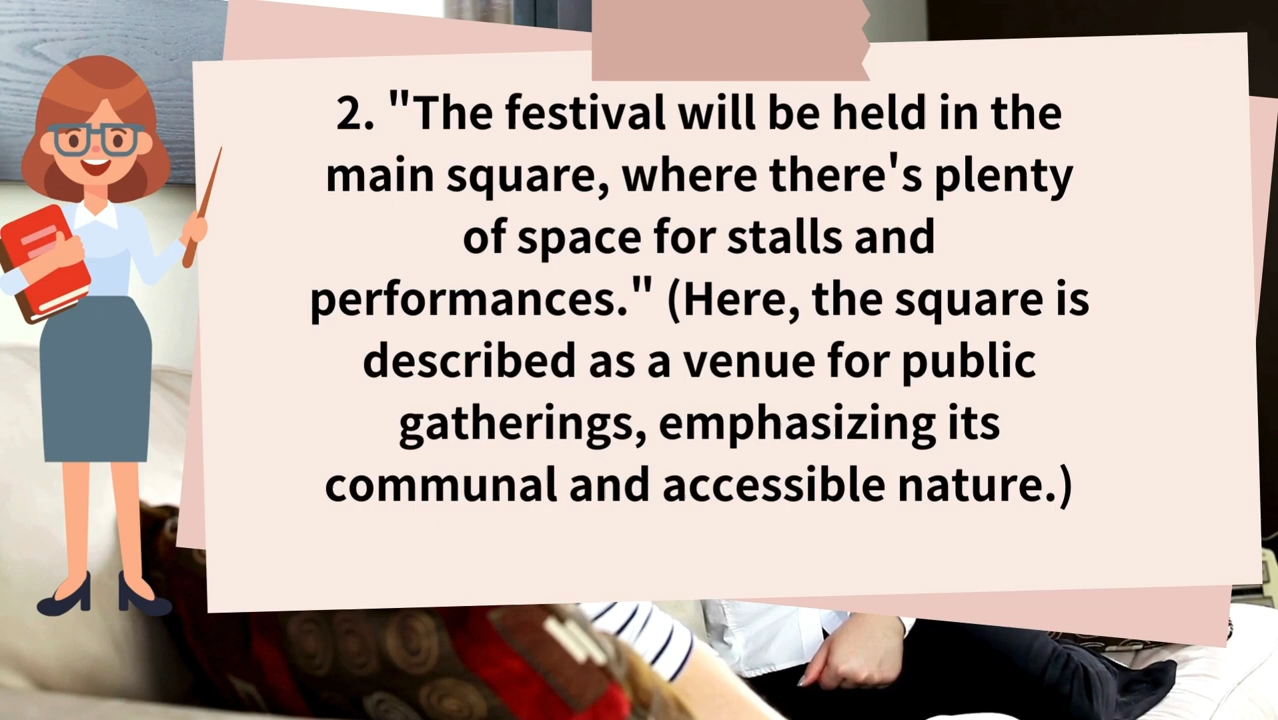 2. "The festival will be held in the
main square, where there's plenty
of space for stalls and
performances." (Here, the square is
described as a venue for public
gatherings, emphasizing its
communal and accessible nature.)